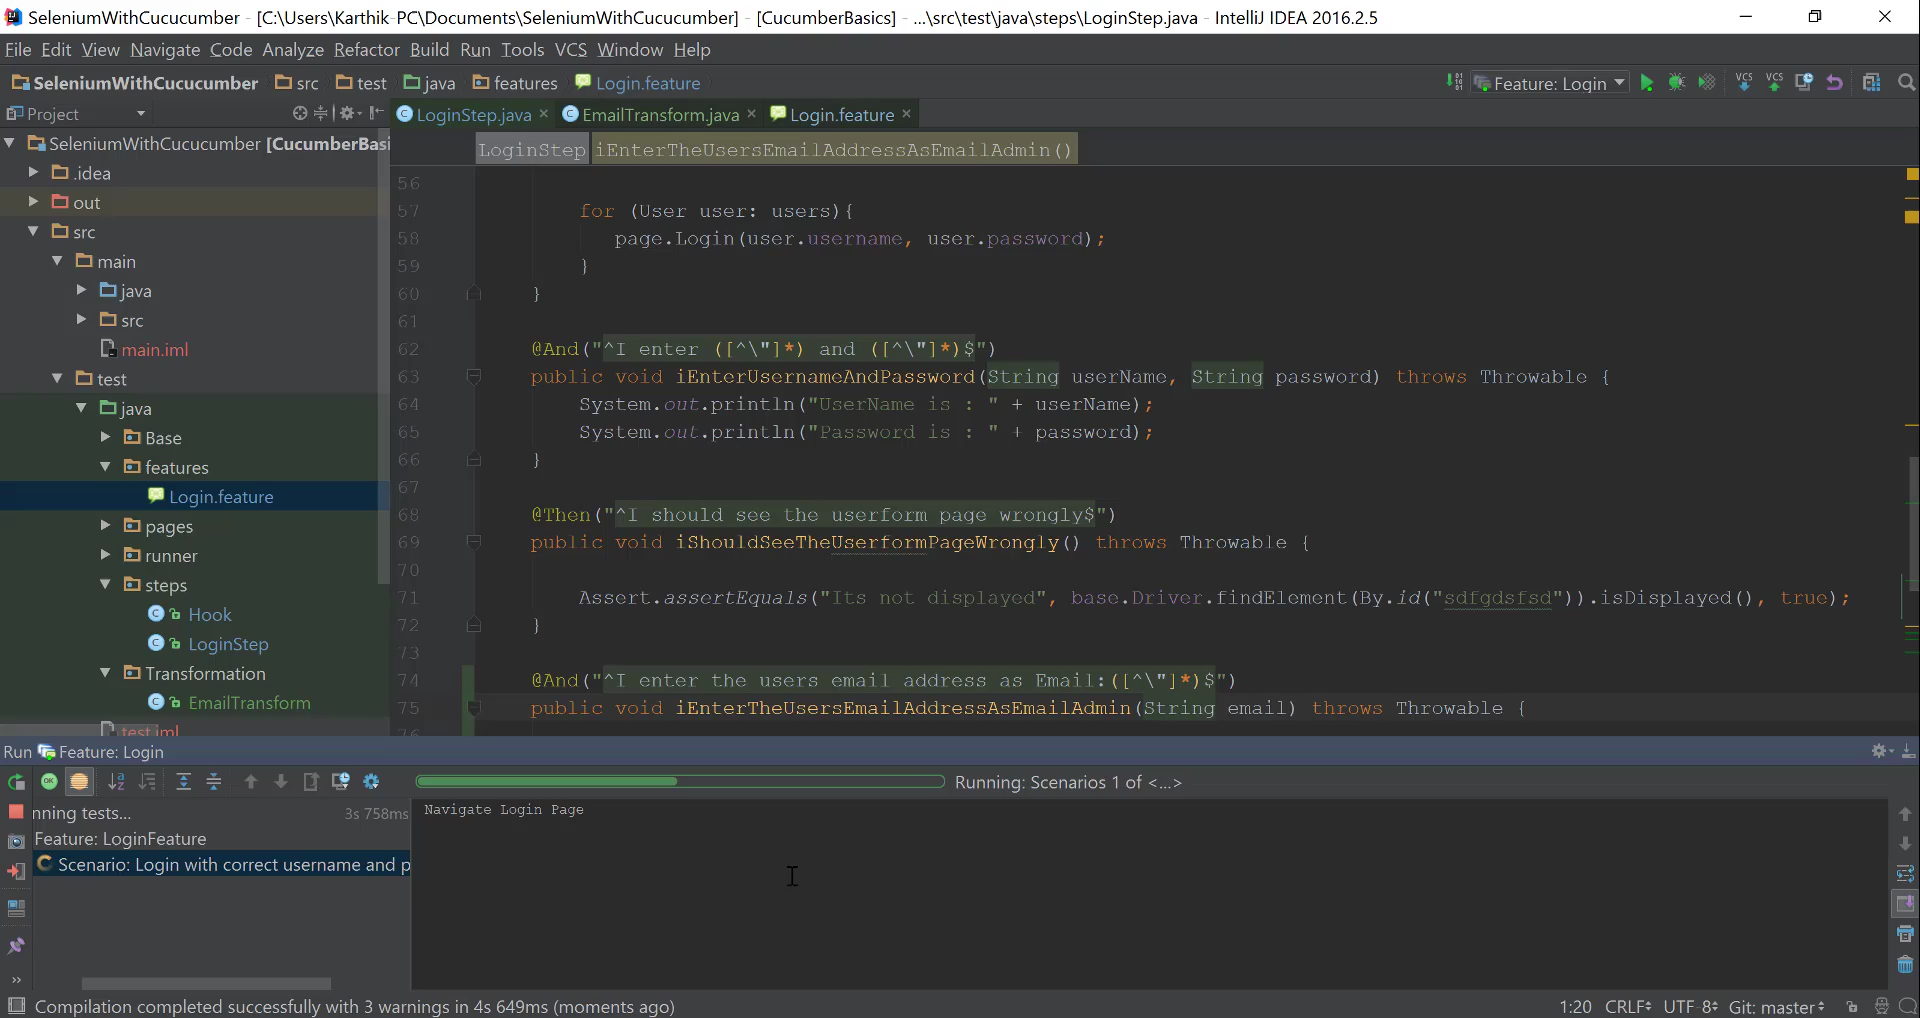 SeleniumWithCucucumber - [C:\Users\Karthik-PC\Documents\SeleniumWithCucucumber] - [CucumberBasics] - ...\src\test\java\steps\LoginStep.java - IntelliJ IDEA 2016.2.5
File Edit View Navigate Code Analyze Refactor Build Run Tools VCS Window Help
SeleniumWithCucucumber src test java features Login.feature Feature: Login VCS VCS
Project LoginStep.java EmailTransform.java Login.feature
SeleniumWithCucucumber [CucumberBasi
LoginStep iEnterTheUsersEmailAddressAsEmailAdmin()
.idea
out
src
main
java
src
main.iml
test
java
Base
features
Login.feature
pages
runner
steps
Hook
LoginStep
Transformation
EmailTransform
test.iml
56
57 for (User user: users){
58 page.Login(user.username, user.password);
59 }
60 }
61
62 @And("^I enter ([^\"]*) and ([^\"]*)$")
63 public void iEnterUsernameAndPassword(String userName, String password) throws Throwable {
64 System.out.println("UserName is : " + userName);
65 System.out.println("Password is : " + password);
66 }
67
68 @Then("^I should see the userform page wrongly$")
69 public void iShouldSeeTheUserformPageWrongly() throws Throwable {
70
71 Assert.assertEquals("Its not displayed", base.Driver.findElement(By.id("sdfgdsfsd")).isDisplayed(), true);
72 }
73
74 @And("^I enter the users email address as Email:([^\"]*)$")
75 public void iEnterTheUsersEmailAddressAsEmailAdmin(String email) throws Throwable {
76
Run Feature: Login
Running: Scenarios 1 of <...>
nning tests... 3s 758ms
Navigate Login Page
Feature: LoginFeature
Scenario: Login with correct username and p
Compilation completed successfully with 3 warnings in 4s 649ms (moments ago) 1:20 CRLF UTF-8 Git: master